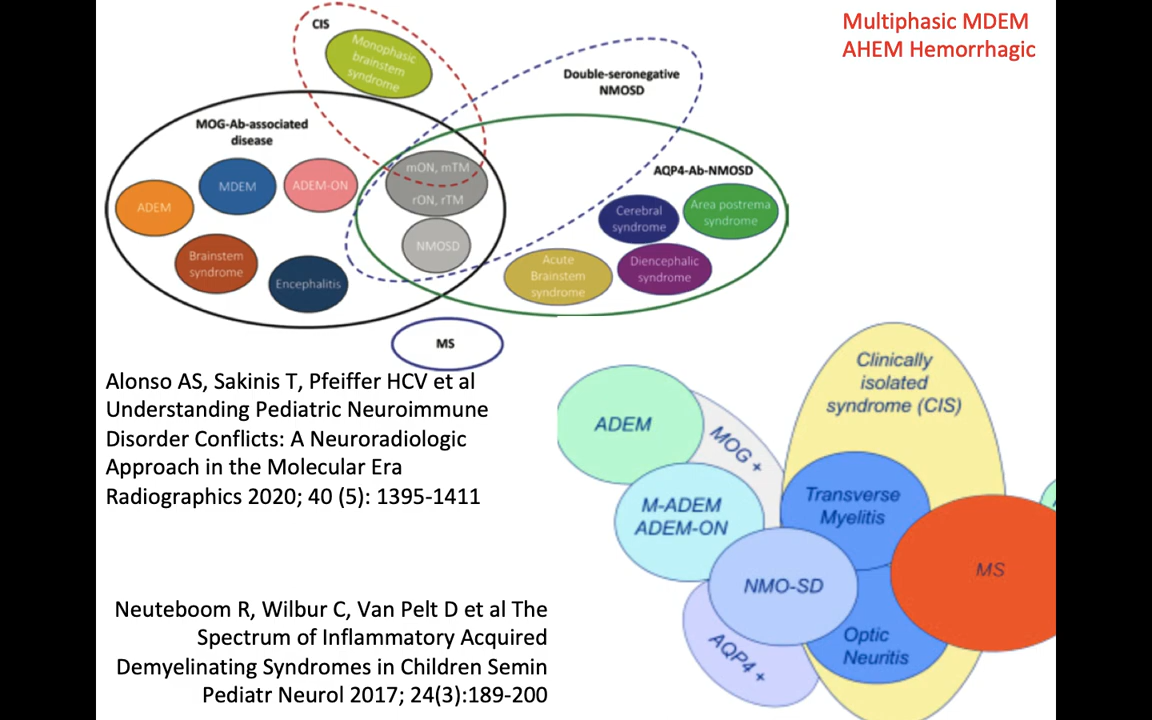 Multiphasic MDEM
AHEM Hemorrhagic
CIS
Monophasic
brainstem
syndrome
Double-seronegative
NMOSD
MOG-Ab-associated
disease
AQP4-Ab-NMOSD
mON, mTM
rON, rTM
NMOSD
ADEM
MDEM
ADEM-ON
Brainstem
syndrome
Encephalitis
Cerebral
syndrome
Area postrema
syndrome
Acute
Brainstem
syndrome
Diencephalic
syndrome
MS
Alonso AS, Sakinis T, Pfeiffer HCV et al
Understanding Pediatric Neuroimmune
Disorder Conflicts: A Neuroradiologic
Approach in the Molecular Era
Radiographics 2020; 40 (5): 1395-1411
Clinically
isolated
syndrome (CIS)
ADEM
MOG +
M-ADEM
ADEM-ON
Transverse
Myelitis
NMO-SD
MS
Optic
Neuritis
AQP4 +
Neuteboom R, Wilbur C, Van Pelt D et al The
Spectrum of Inflammatory Acquired
Demyelinating Syndromes in Children Semin
Pediatr Neurol 2017; 24(3):189-200